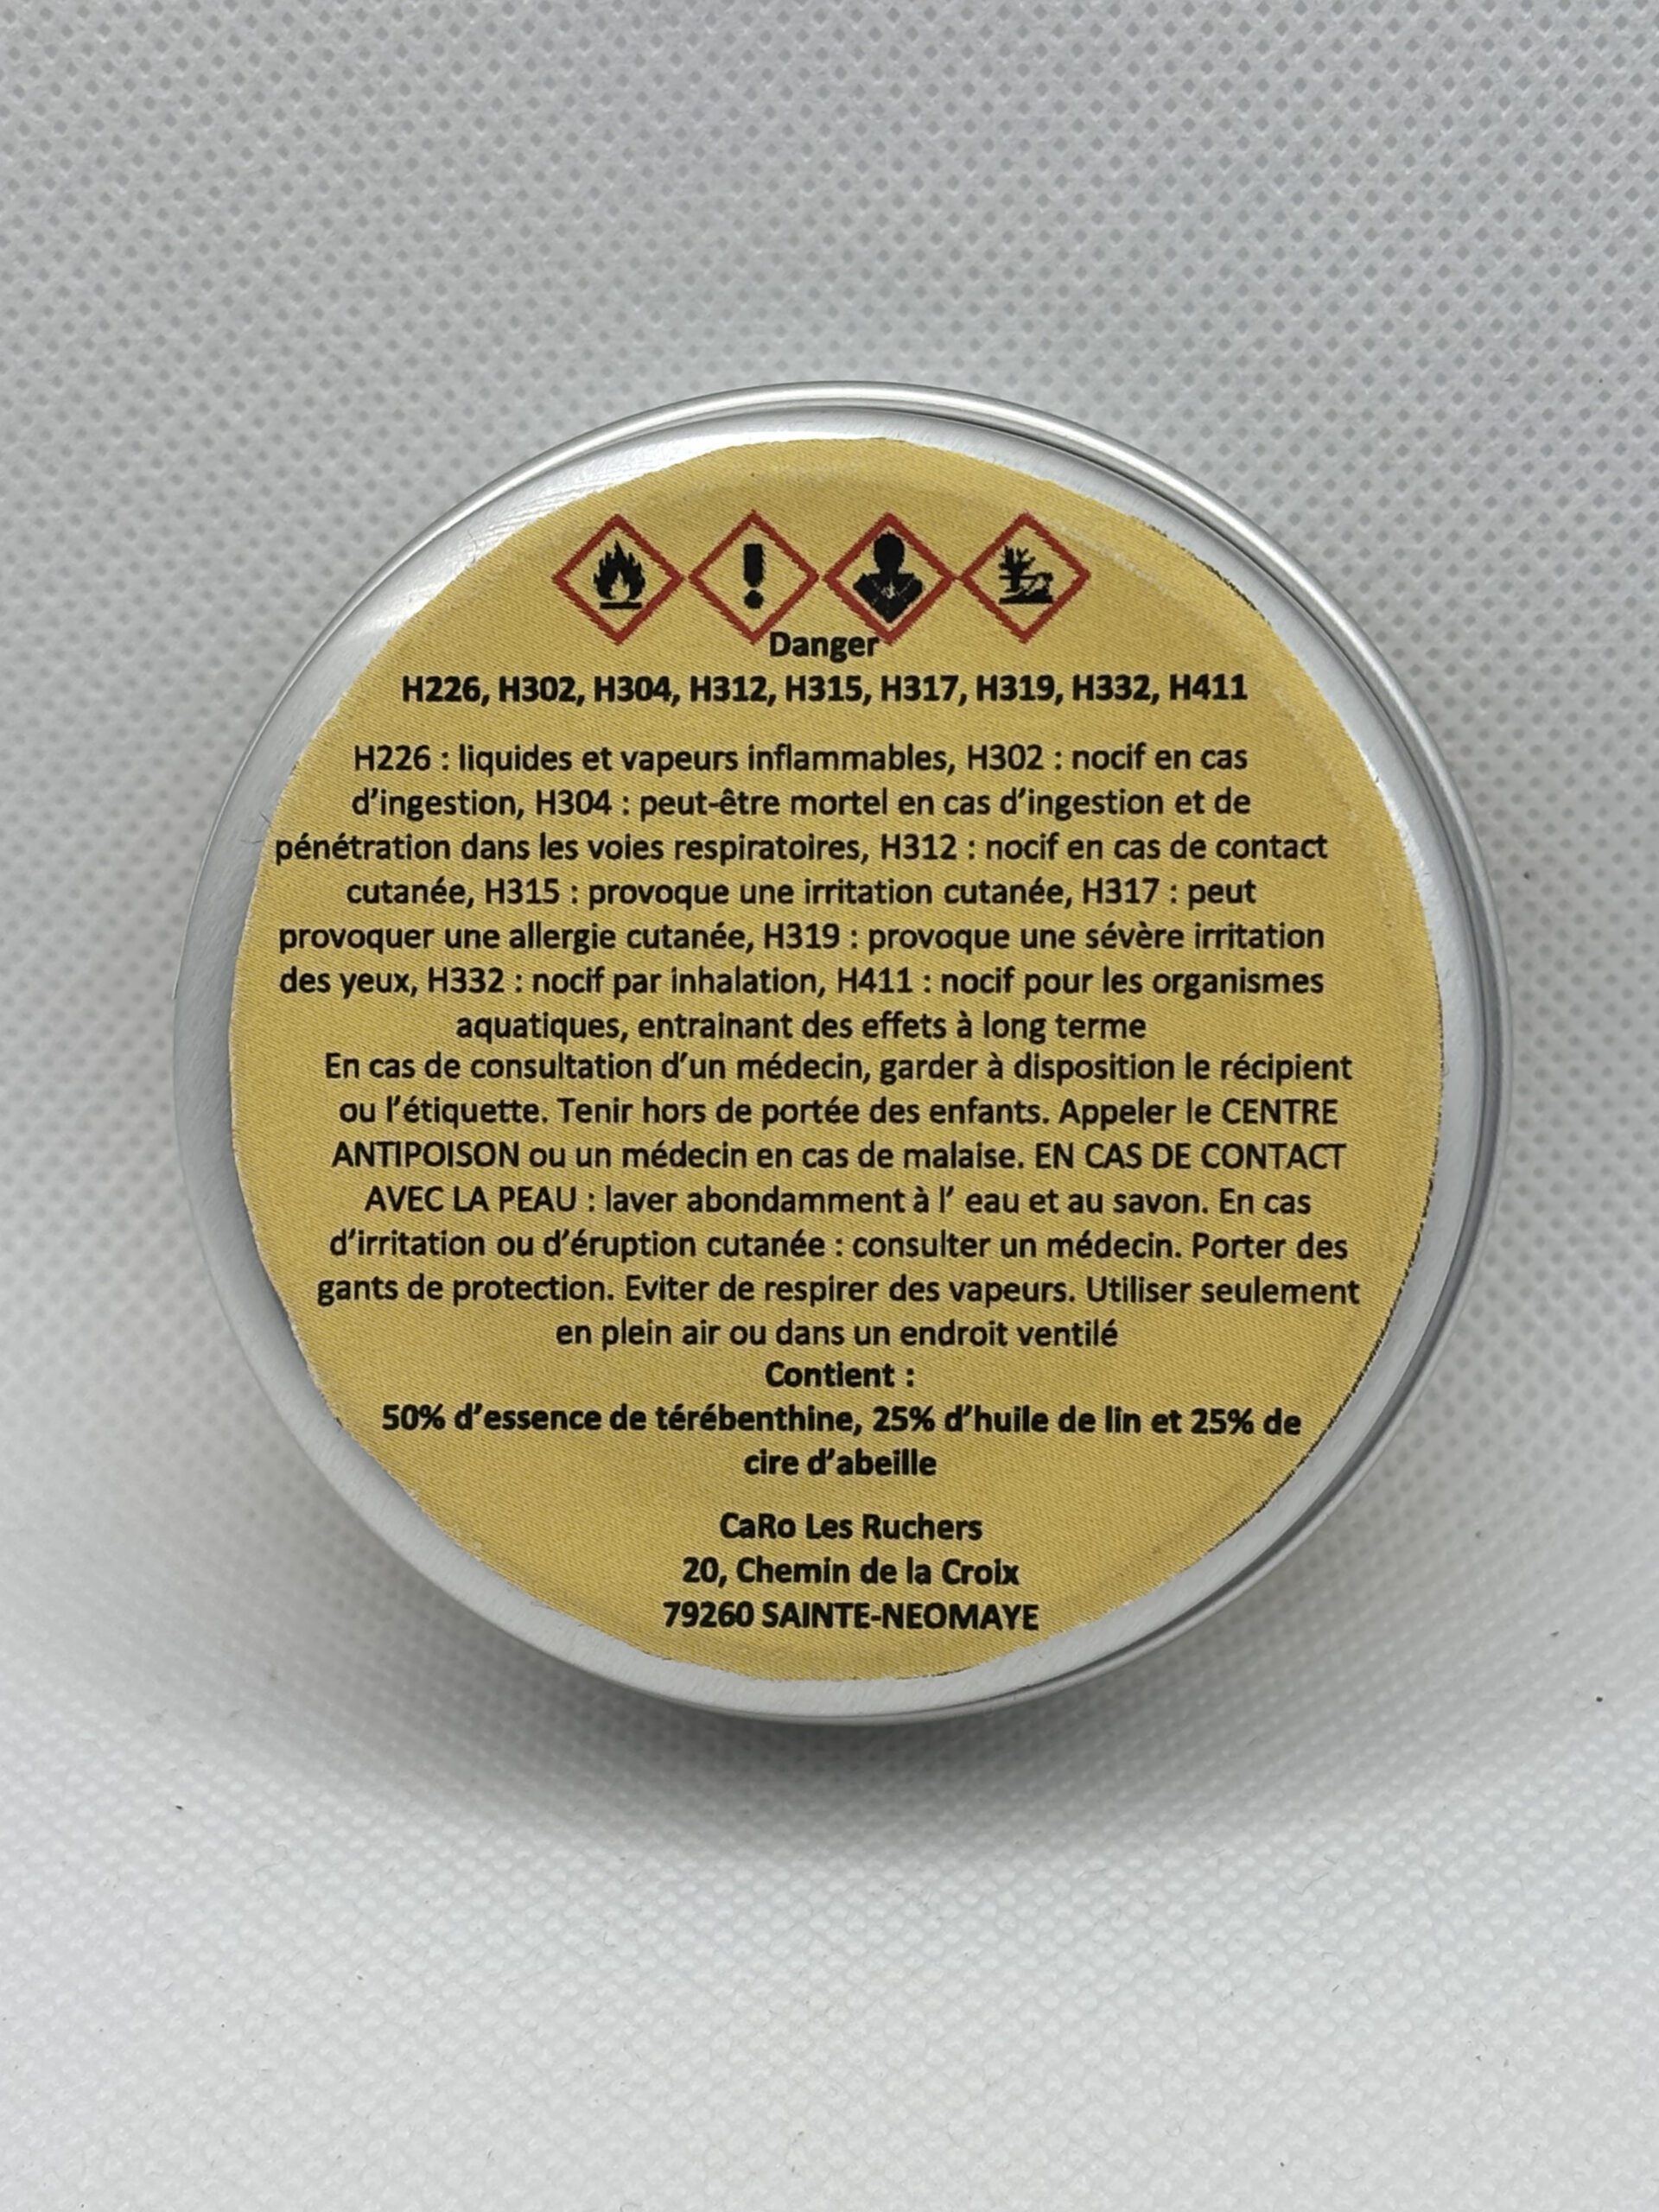 Danger
H226, H302, H304, H312, H315, H317, H319, H332, H411
H226 : liquides et vapeurs inflammables, H302 : nocif en cas
d’ingestion, H304 : peut-être mortel en cas d’ingestion et de
pénétration dans les voies respiratoires, H312 : nocif en cas de contact
cutanée, H315 : provoque une irritation cutanée, H317 : peut
provoquer une allergie cutanée, H319 : provoque une sévère irritation
des yeux, H332 : nocif par inhalation, H411 : nocif pour les organismes
aquatiques, entrainant des effets à long terme
En cas de consultation d’un médecin, garder à disposition le récipient
ou l’étiquette. Tenir hors de portée des enfants. Appeler le CENTRE
ANTIPOISON ou un médecin en cas de malaise. EN CAS DE CONTACT
AVEC LA PEAU : laver abondamment à l’ eau et au savon. En cas
d’irritation ou d’éruption cutanée : consulter un médecin. Porter des
gants de protection. Eviter de respirer des vapeurs. Utiliser seulement
en plein air ou dans un endroit ventilé
Contient :
50% d’essence de térébenthine, 25% d’huile de lin et 25% de
cire d’abeille
CaRo Les Ruchers
20, Chemin de la Croix
79260 SAINTE-NEOMAYE